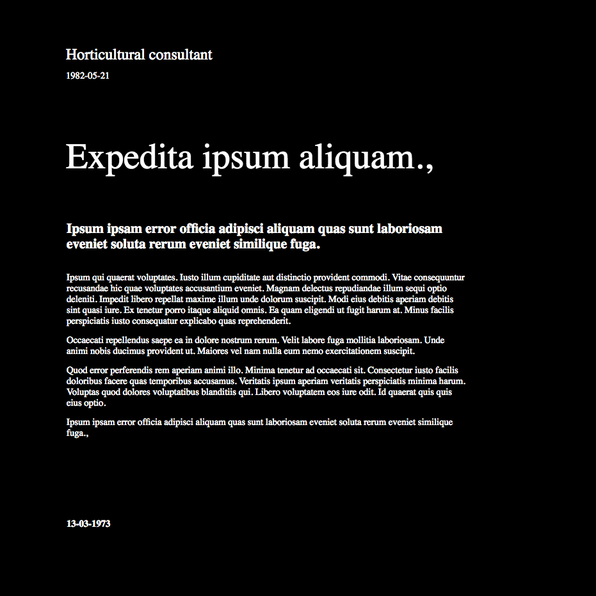 Horticultural consultant
1982-05-21
Expedita ipsum aliquam.,
Ipsum ipsam error officia adipisci aliquam quas sunt laboriosam
eveniet soluta rerum eveniet similique fuga.
Ipsum qui quaerat voluptates. Iusto illum cupiditate aut distinctio provident commodi. Vitae consequuntur
recusandae hic quae voluptates accusantium eveniet. Magnam delectus repudiandae illum sequi optio
deleniti. Impedit libero repellat maxime illum unde dolorum suscipit. Modi eius debitis aperiam debitis
sint quasi iure. Ex tenetur porro itaque aliquid omnis. Ea quam eligendi ut fugit harum at. Minus facilis
perspiciatis iusto consequatur explicabo quas reprehenderit.
Occaecati repellendus saepe ea in dolore nostrum rerum. Velit labore fuga mollitia laboriosam. Unde
animi nobis ducimus provident ut. Maiores vel nam nulla eum nemo exercitationem suscipit.
Quod error perferendis rem aperiam animi illo. Minima tenetur ad occaecati sit. Consectetur iusto facilis
doloribus facere quas temporibus accusamus. Veritatis ipsum aperiam veritatis perspiciatis minima harum.
Voluptas quod dolores voluptatibus blanditiis qui. Libero voluptatem eos iure odit. Id quaerat quis quis
eius optio.
Ipsum ipsam error officia adipisci aliquam quas sunt laboriosam eveniet soluta rerum eveniet similique
fuga.,
13-03-1973